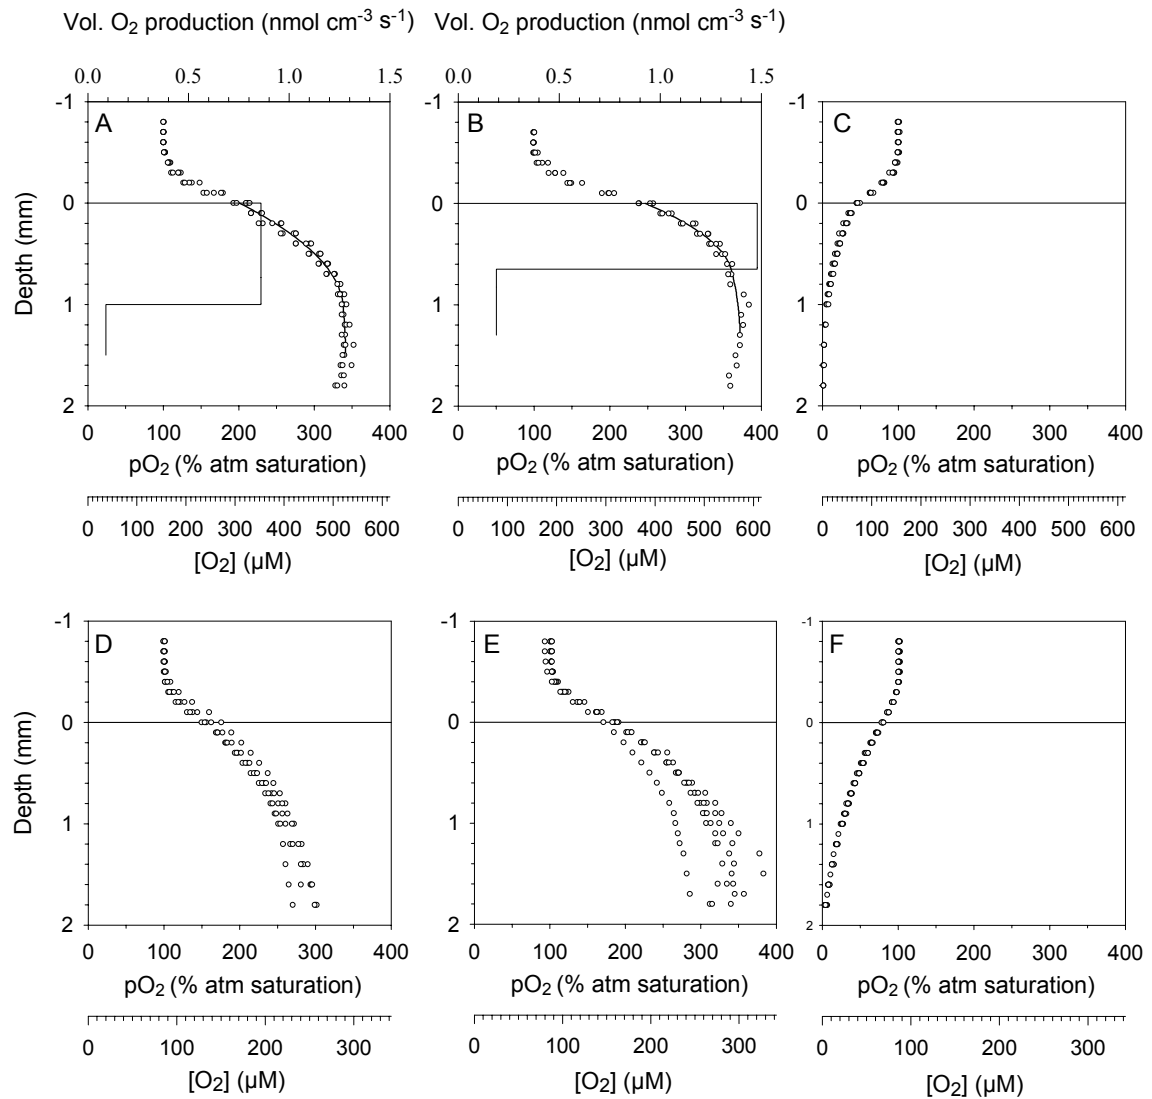 Vol. O2 production (nmol cm-3 s-1) Vol. O2 production (nmol cm-3 s-1)
0.0 0.5 1.0 1.5 0.0 0.5 1.0 1.5
-1 -1 -1
A B C
0 0 0
Depth (mm)
1 1 1
2 2 2
0 100 200 300 400 0 100 200 300 400 0 100 200 300 400
pO2 (% atm saturation) pO2 (% atm saturation) pO2 (% atm saturation)
0 100 200 300 400 500 600 0 100 200 300 400 500 600 0 100 200 300 400 500 600
[O2] (µM) [O2] (µM) [O2] (µM)
-1 -1 -1
D E F
0 0 0
Depth (mm)
1 1 1
2 2 2
0 100 200 300 400 0 100 200 300 400 0 100 200 300 400
pO2 (% atm saturation) pO2 (% atm saturation) pO2 (% atm saturation)
0 100 200 300 0 100 200 300 0 100 200 300
[O2] (µM) [O2] (µM) [O2] (µM)